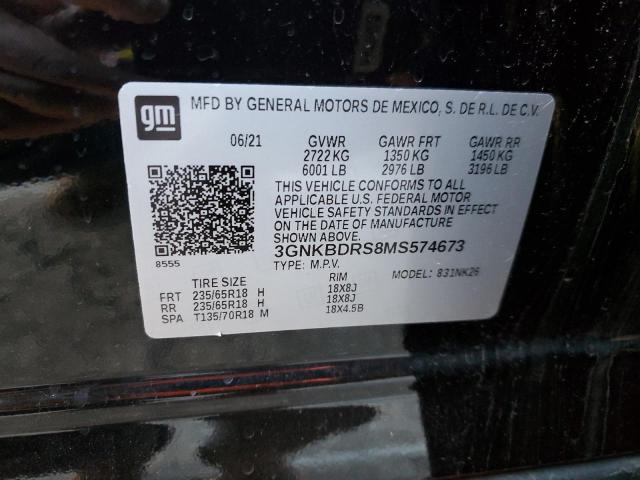 gm
MFD BY GENERAL MOTORS DE MEXICO, S. DE R.L. DE C.V.
06/21 GVWR GAWR FRT GAWR RR
2722 KG 1350 KG 1450 KG
6001 LB 2976 LB 3196 LB
THIS VEHICLE CONFORMS TO ALL
APPLICABLE U.S. FEDERAL MOTOR
VEHICLE SAFETY STANDARDS IN EFFECT
ON THE DATE OF MANUFACTURE
SHOWN ABOVE.
8555 3GNKBDRS8MS574673
TYPE: M.P.V. MODEL: 831NK26
TIRE SIZE RIM
FRT 235/65R18 H 18X8J
RR 235/65R18 H 18X8J
SPA T135/70R18 M 18X4.5B